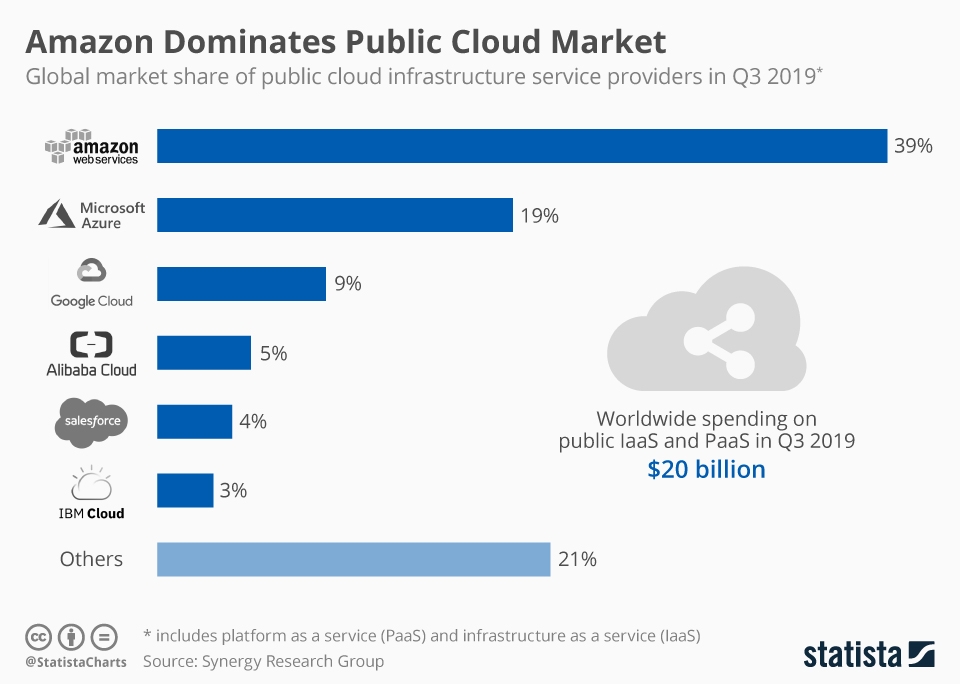 Amazon Dominates Public Cloud Market
Global market share of public cloud infrastructure service providers in Q3 2019*
amazon
web services
39%
Microsoft
Azure
19%
Google Cloud
9%
Alibaba Cloud
5%
salesforce
4%
IBM Cloud
3%
Others
21%
Worldwide spending on
public IaaS and PaaS in Q3 2019
$20 billion
cc
@StatistaCharts
* includes platform as a service (PaaS) and infrastructure as a service (IaaS)
Source: Synergy Research Group
statista